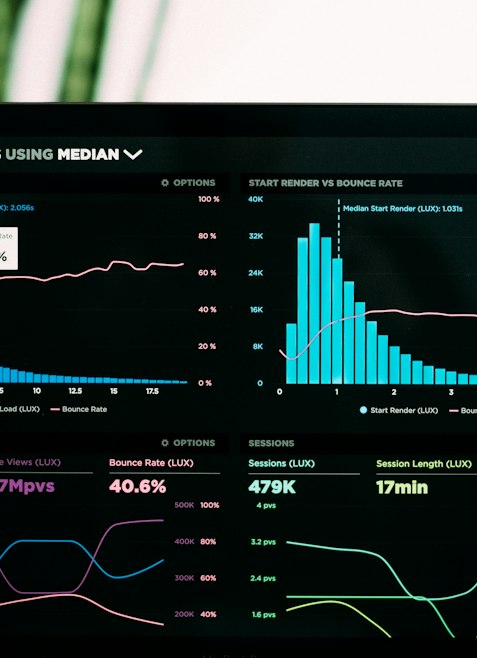 S USING MEDIAN
OPTIONS
X): 2.056s
Rate
%
100 %
80 %
60 %
40 %
20 %
0 %
10 12.5 15 17.5
Load (LUX) Bounce Rate
START RENDER VS BOUNCE RATE
40K
Median Start Render (LUX): 1.031s
32K
24K
16K
8K
0
0 1 2 3
Start Render (LUX) Boun
OPTIONS
e Views (LUX) Bounce Rate (LUX)
7Mpvs 40.6%
500K 100%
400K 80%
300K 60%
200K 40%
SESSIONS
Sessions (LUX) Session Length (LUX)
479K 17min
4 pvs
3.2 pvs
2.4 pvs
1.6 pvs